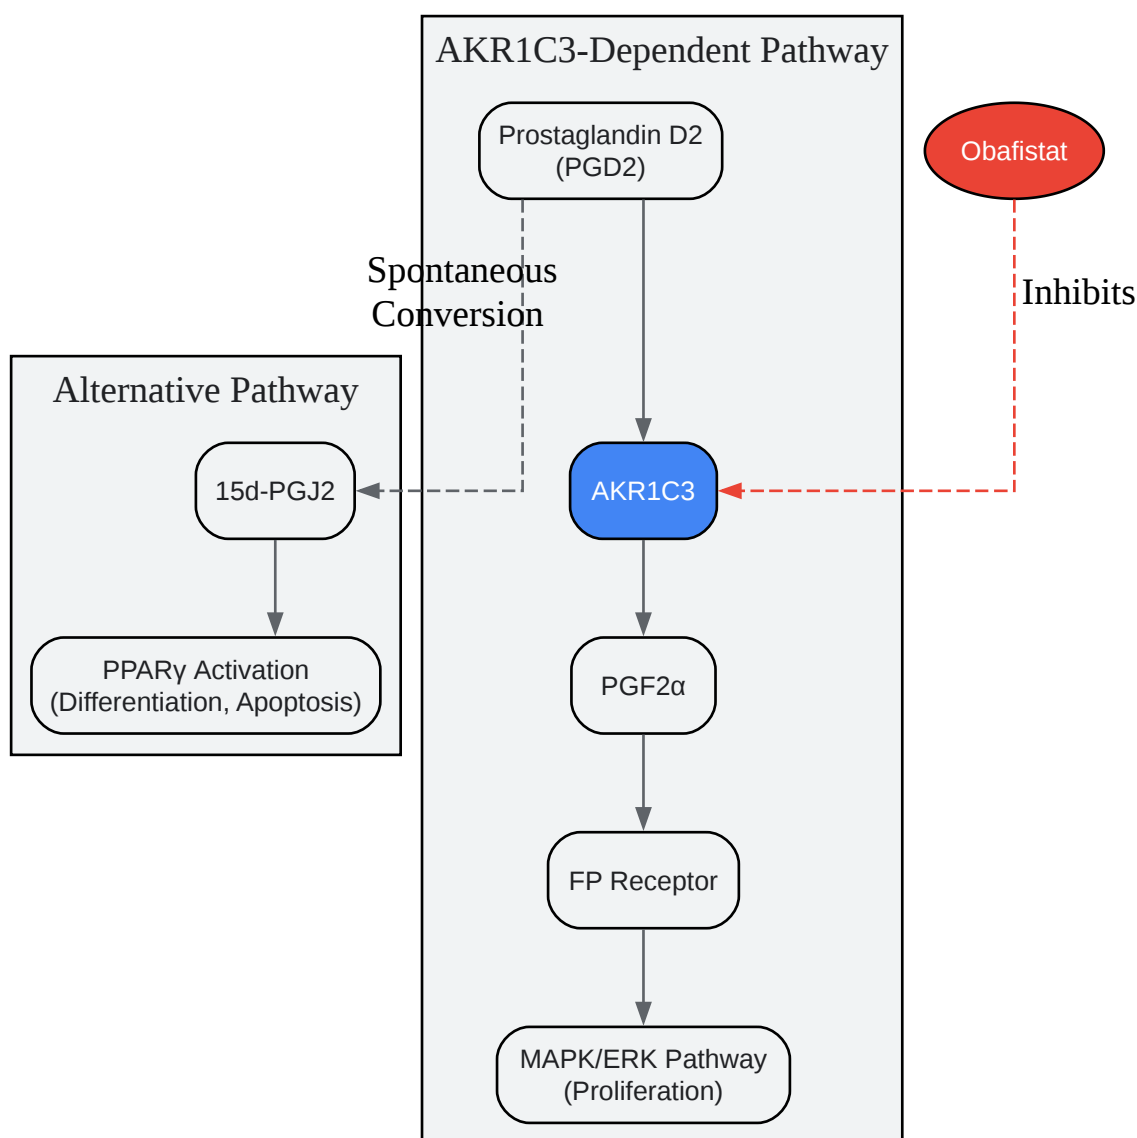 AKR1C3-Dependent Pathway
Prostaglandin D2
(PGD2)
Obafistat
Spontaneous
Conversion
Inhibits
Alternative Pathway
15d-PGJ2
AKR1C3
PPARγ Activation
(Differentiation, Apoptosis)
PGF2α
FP Receptor
MAPK/ERK Pathway
(Proliferation)